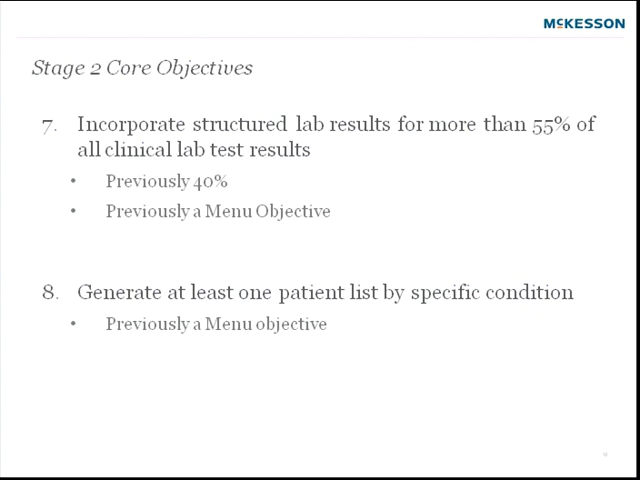 MCKESSON
Stage 2 Core Objectives
7. Incorporate structured lab results for more than 55% of
all clinical lab test results
• Previously 40%
• Previously a Menu Objective
8. Generate at least one patient list by specific condition
• Previously a Menu objective